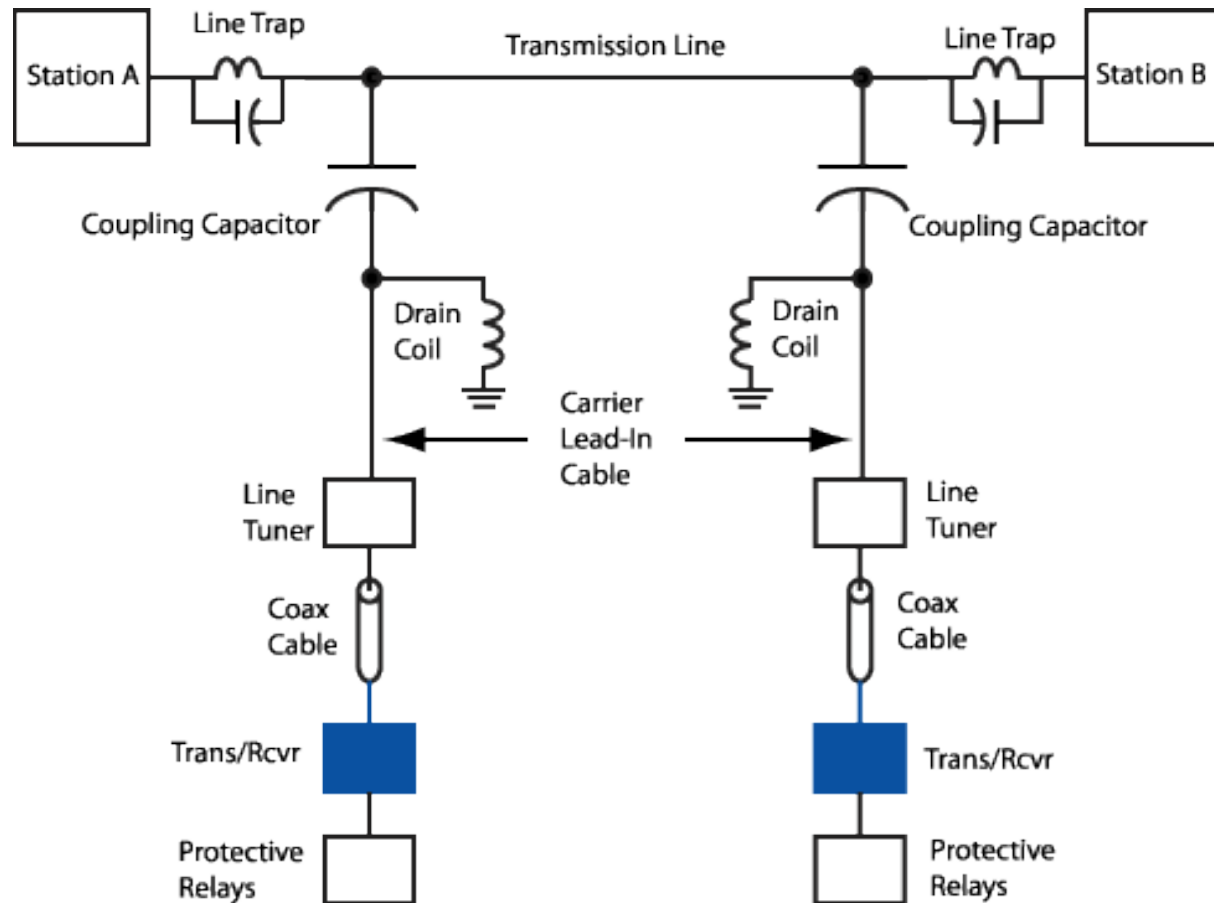 Line Trap
Transmission Line
Line Trap
Station A
Station B
Coupling Capacitor
Coupling Capacitor
Drain
Coil
Drain
Coil
Carrier
Lead-In
Cable
Line
Tuner
Line
Tuner
Coax
Cable
Coax
Cable
Trans/Rcvr
Trans/Rcvr
Protective
Relays
Protective
Relays